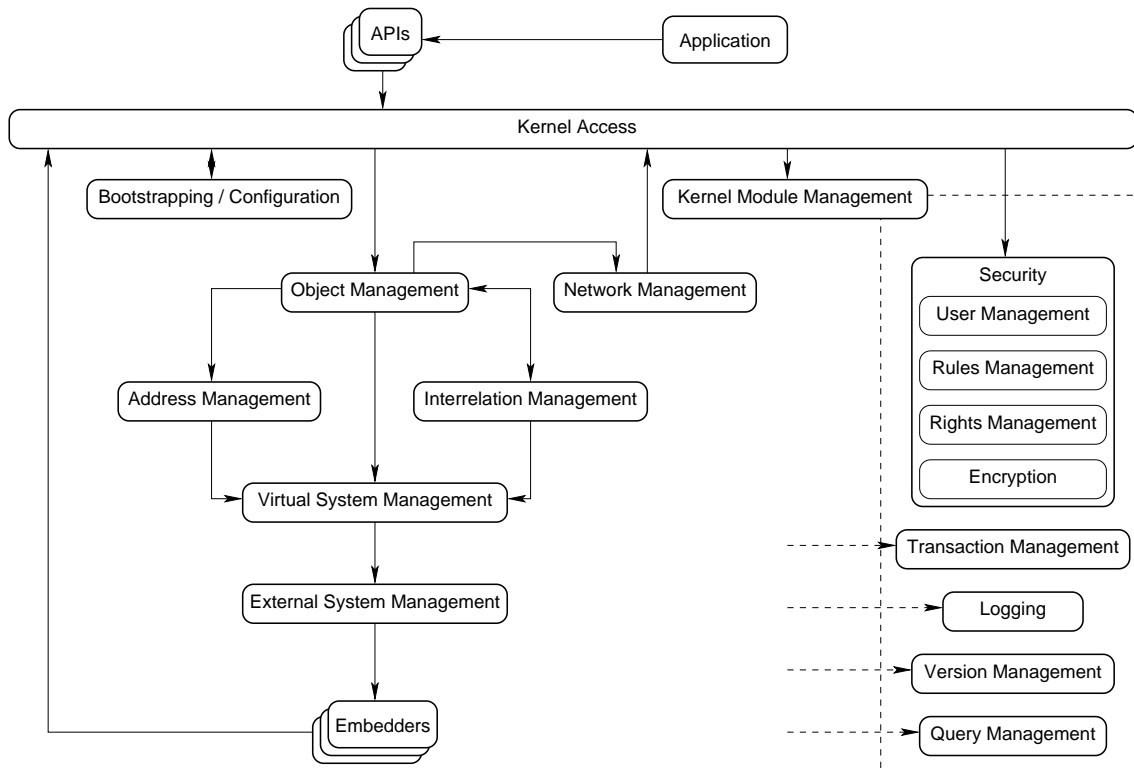 APIs
Application
Kernel Access
Bootstrapping / Configuration
Kernel Module Management
Object Management
Network Management
Security
User Management
Rules Management
Rights Management
Encryption
Address Management
Interrelation Management
Virtual System Management
Transaction Management
External System Management
Logging
Version Management
Embedders
Query Management